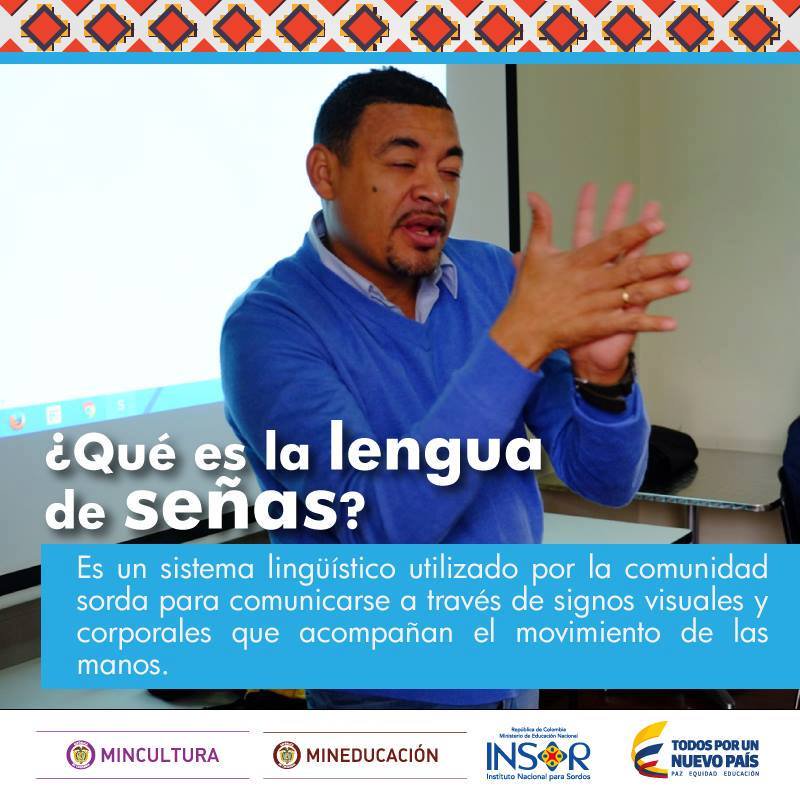 ¿Qué es la lengua
de señas?
Es un sistema lingüístico utilizado por la comunidad
sorda para comunicarse a través de signos visuales y
corporales que acompañan el movimiento de las
manos.
MINCULTURA
MINEDUCACIÓN
República de Colombia
Ministerio de Educación Nacional
INSOR
Instituto Nacional para Sordos
TODOS POR UN
NUEVO PAÍS
PAZ EQUIDAD EDUCACIÓN